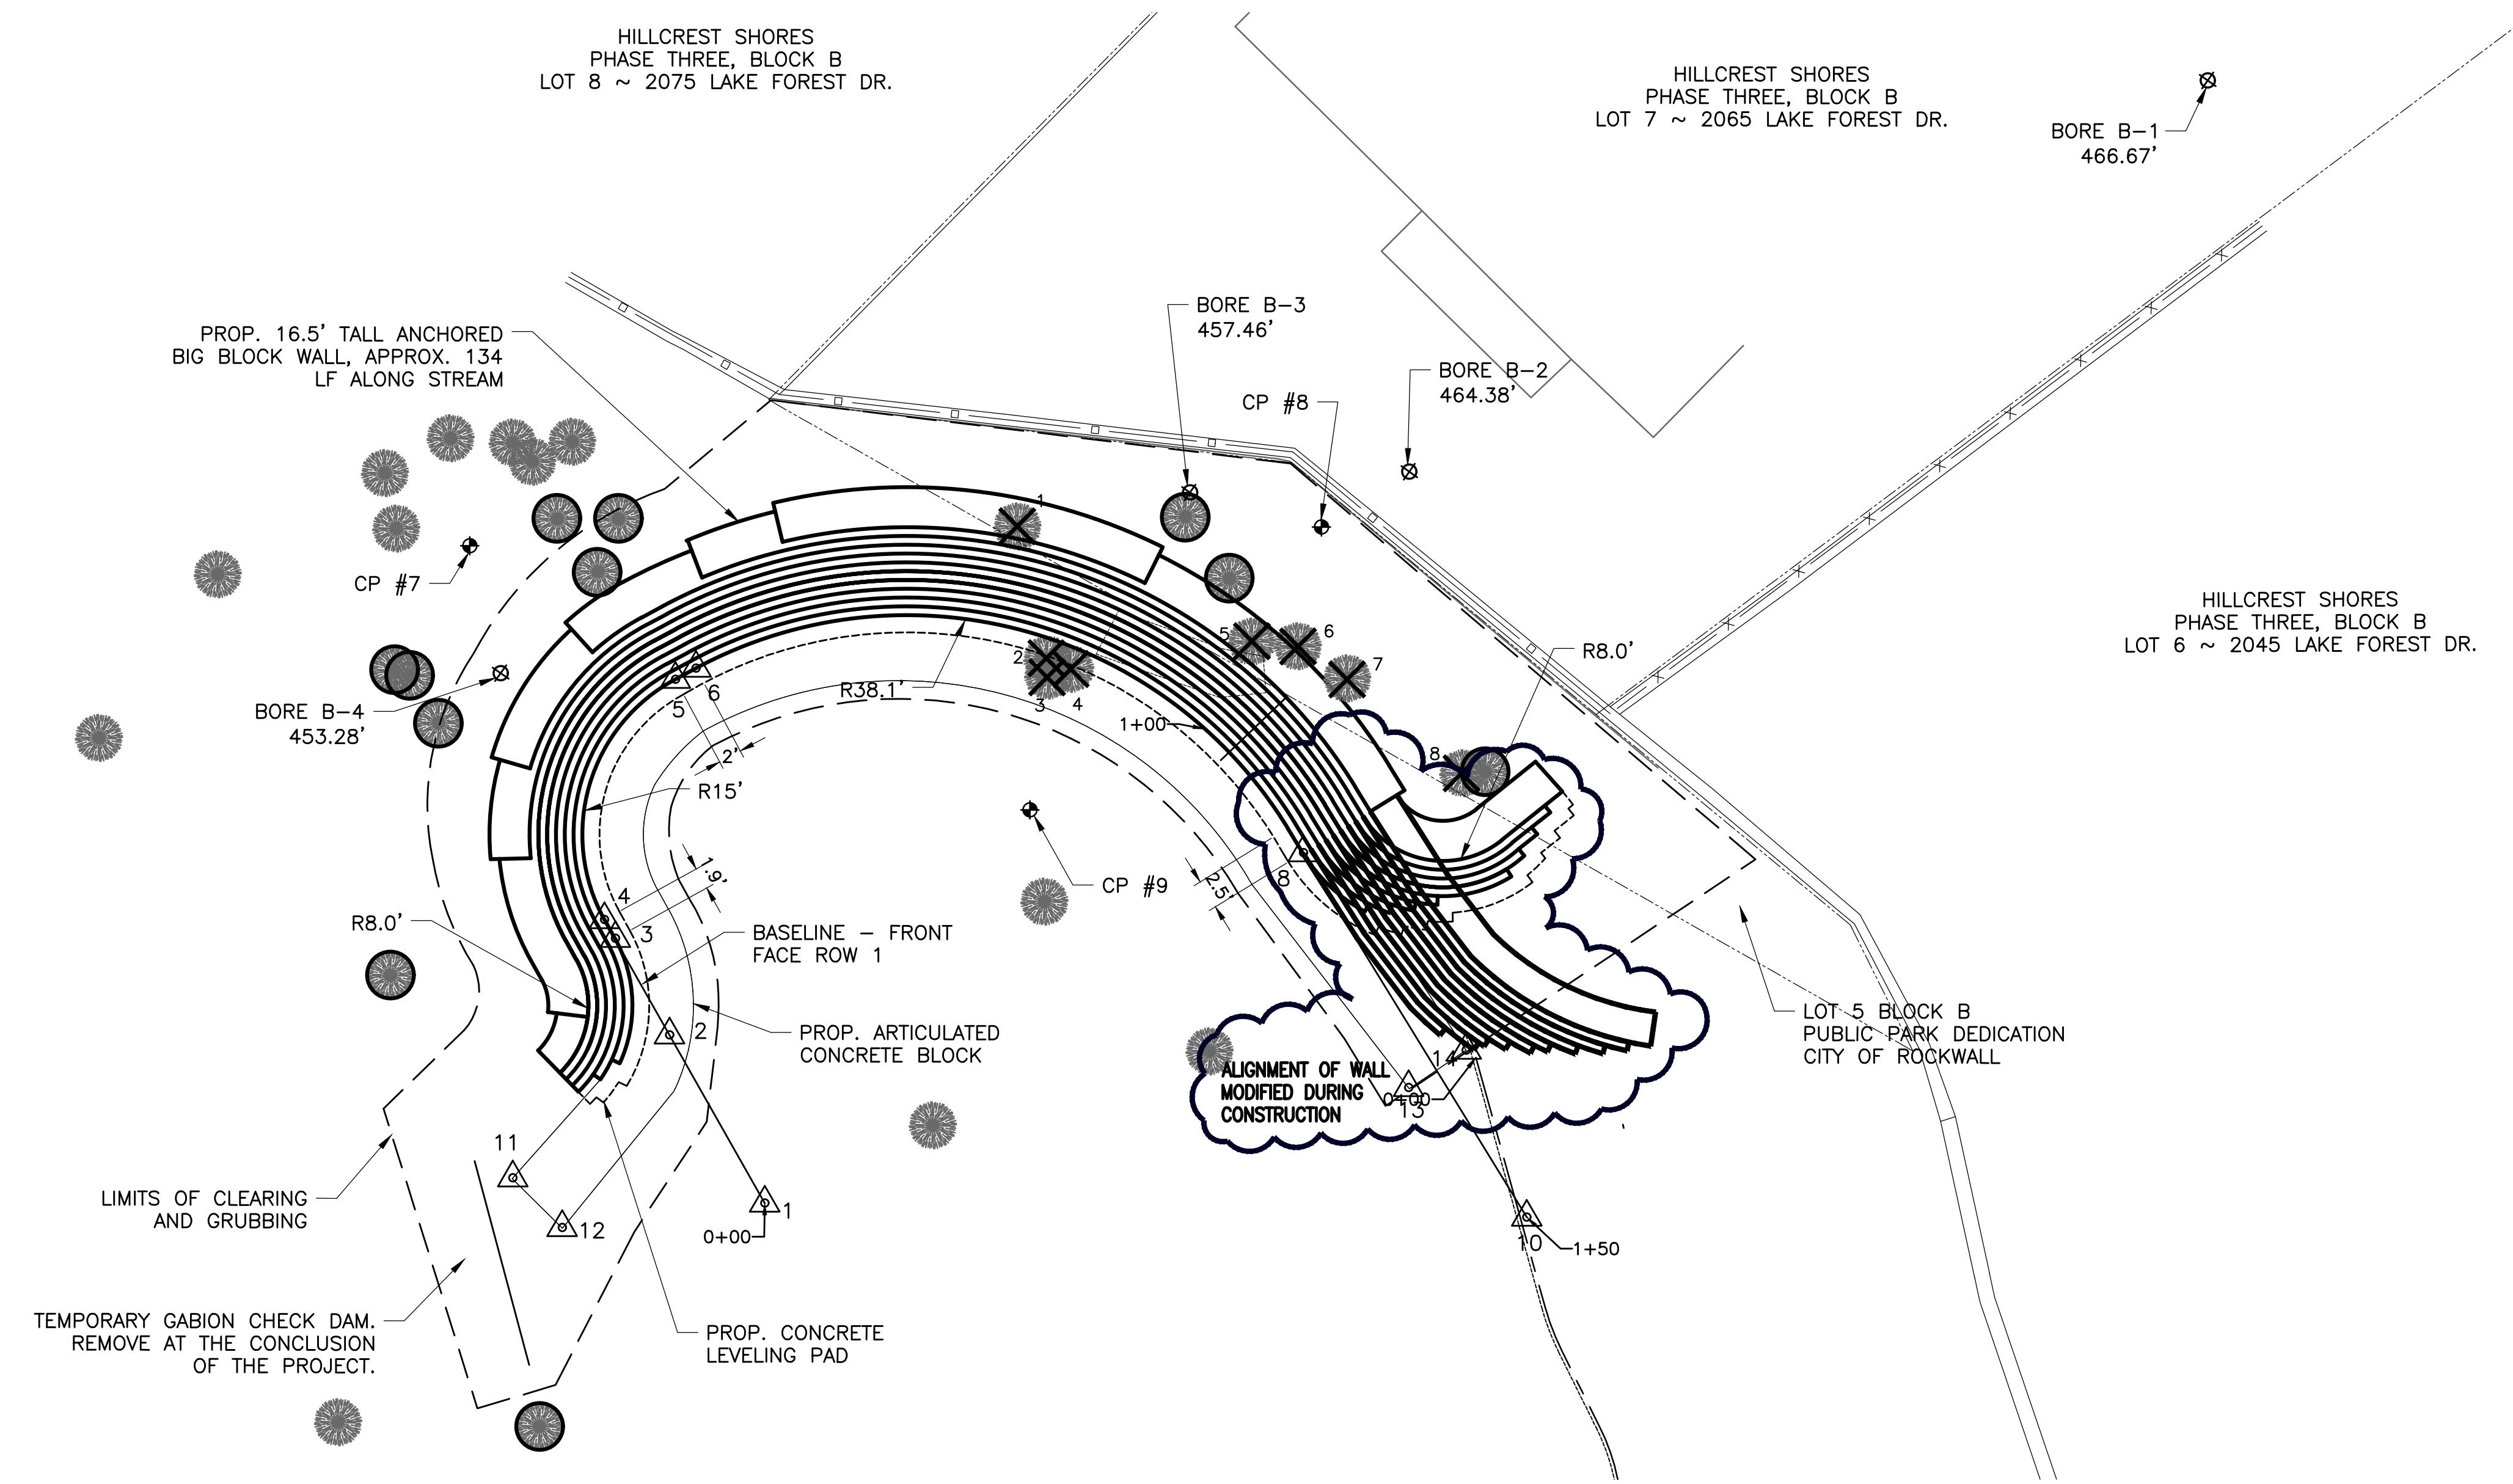 HILLCREST SHORES
PHASE THREE, BLOCK B
LOT 8 ~ 2075 LAKE FOREST DR.
HILLCREST SHORES
PHASE THREE, BLOCK B
LOT 7 ~ 2065 LAKE FOREST DR.
BORE B-1
466.67'
PROP. 16.5' TALL ANCHORED
BIG BLOCK WALL, APPROX. 134
LF ALONG STREAM
BORE B-3
457.46'
BORE B-2
464.38'
CP #8
CP #7
1
2
3
4
5
6
7
8
HILLCREST SHORES
PHASE THREE, BLOCK B
LOT 6 ~ 2045 LAKE FOREST DR.
R8.0'
R38.1'
1+00
BORE B-4
453.28'
5
6
2'
R15'
CP #9
1.9'
4
3
R8.0'
BASELINE - FRONT
FACE ROW 1
2.5'
8
2
PROP. ARTICULATED
CONCRETE BLOCK
LOT 5 BLOCK B
PUBLIC PARK DEDICATION
CITY OF ROCKWALL
ALIGNMENT OF WALL
MODIFIED DURING
CONSTRUCTION
14
0+00
13
11
12
1
0+00
10
1+50
LIMITS OF CLEARING
AND GRUBBING
TEMPORARY GABION CHECK DAM.
REMOVE AT THE CONCLUSION
OF THE PROJECT.
PROP. CONCRETE
LEVELING PAD